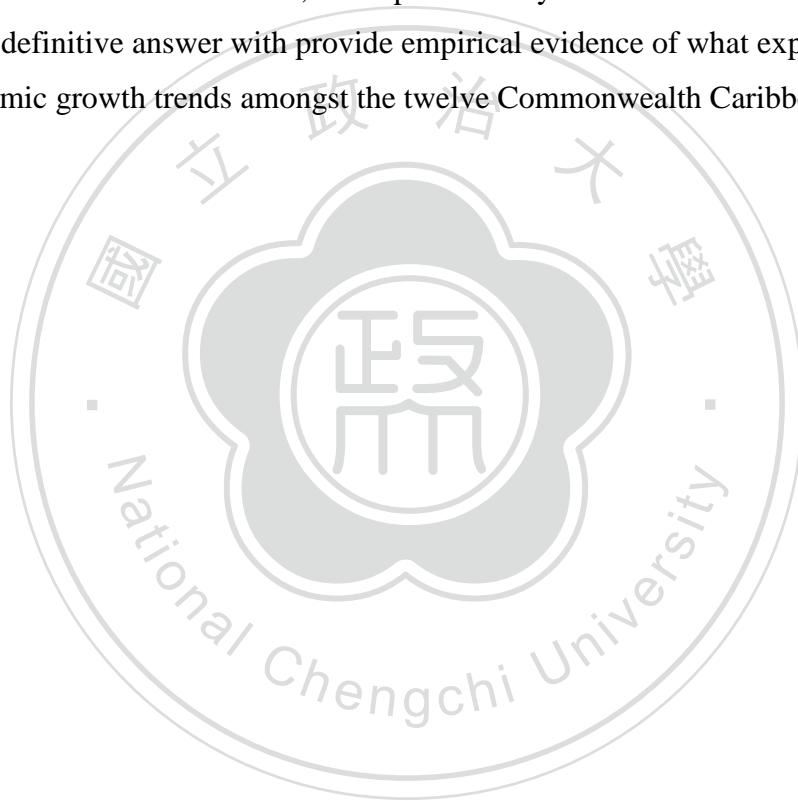 definitive answer with provide empirical evidence of what exp
mic growth trends amongst the twelve Commonwealth Caribb
國立政治大學
政
National Chengchi University